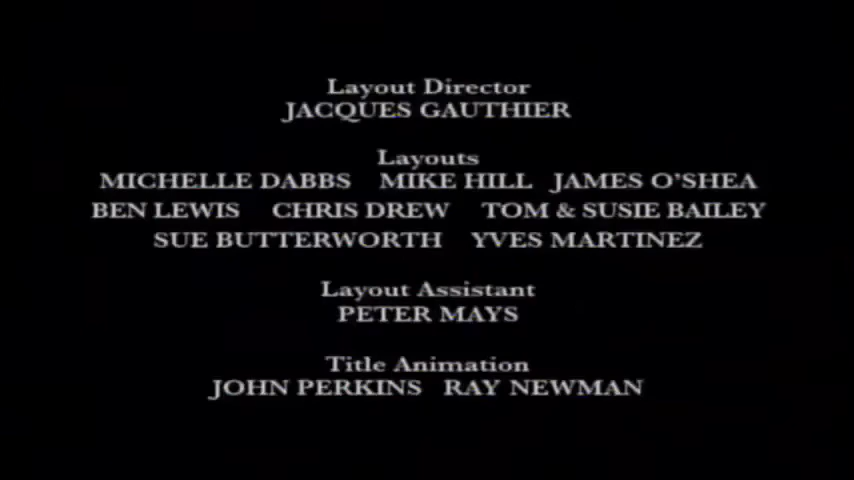 Layout Director
JACQUES GAUTHIER
Layouts
MICHELLE DABBS MIKE HILL JAMES O'SHEA
BEN LEWIS CHRIS DREW TOM & SUSIE BAILEY
SUE BUTTERWORTH YVES MARTINEZ
Layout Assistant
PETER MAYS
Title Animation
JOHN PERKINS RAY NEWMAN